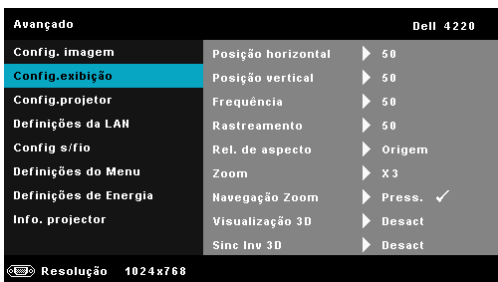 Avançado Dell 4220
Config. imagem
Config.exibição
Config.projetor
Definições da LAN
Config s/fio
Definições do Menu
Definições de Energia
Info. projector
Posição horizontal 50
Posição vertical 50
Frequência 50
Rastreamento 50
Rel. de aspecto Origem
Zoom X3
Navegação Zoom Press.
Visualização 3D Desact
Sinc Inv 3D Desact
Resolução 1024x768